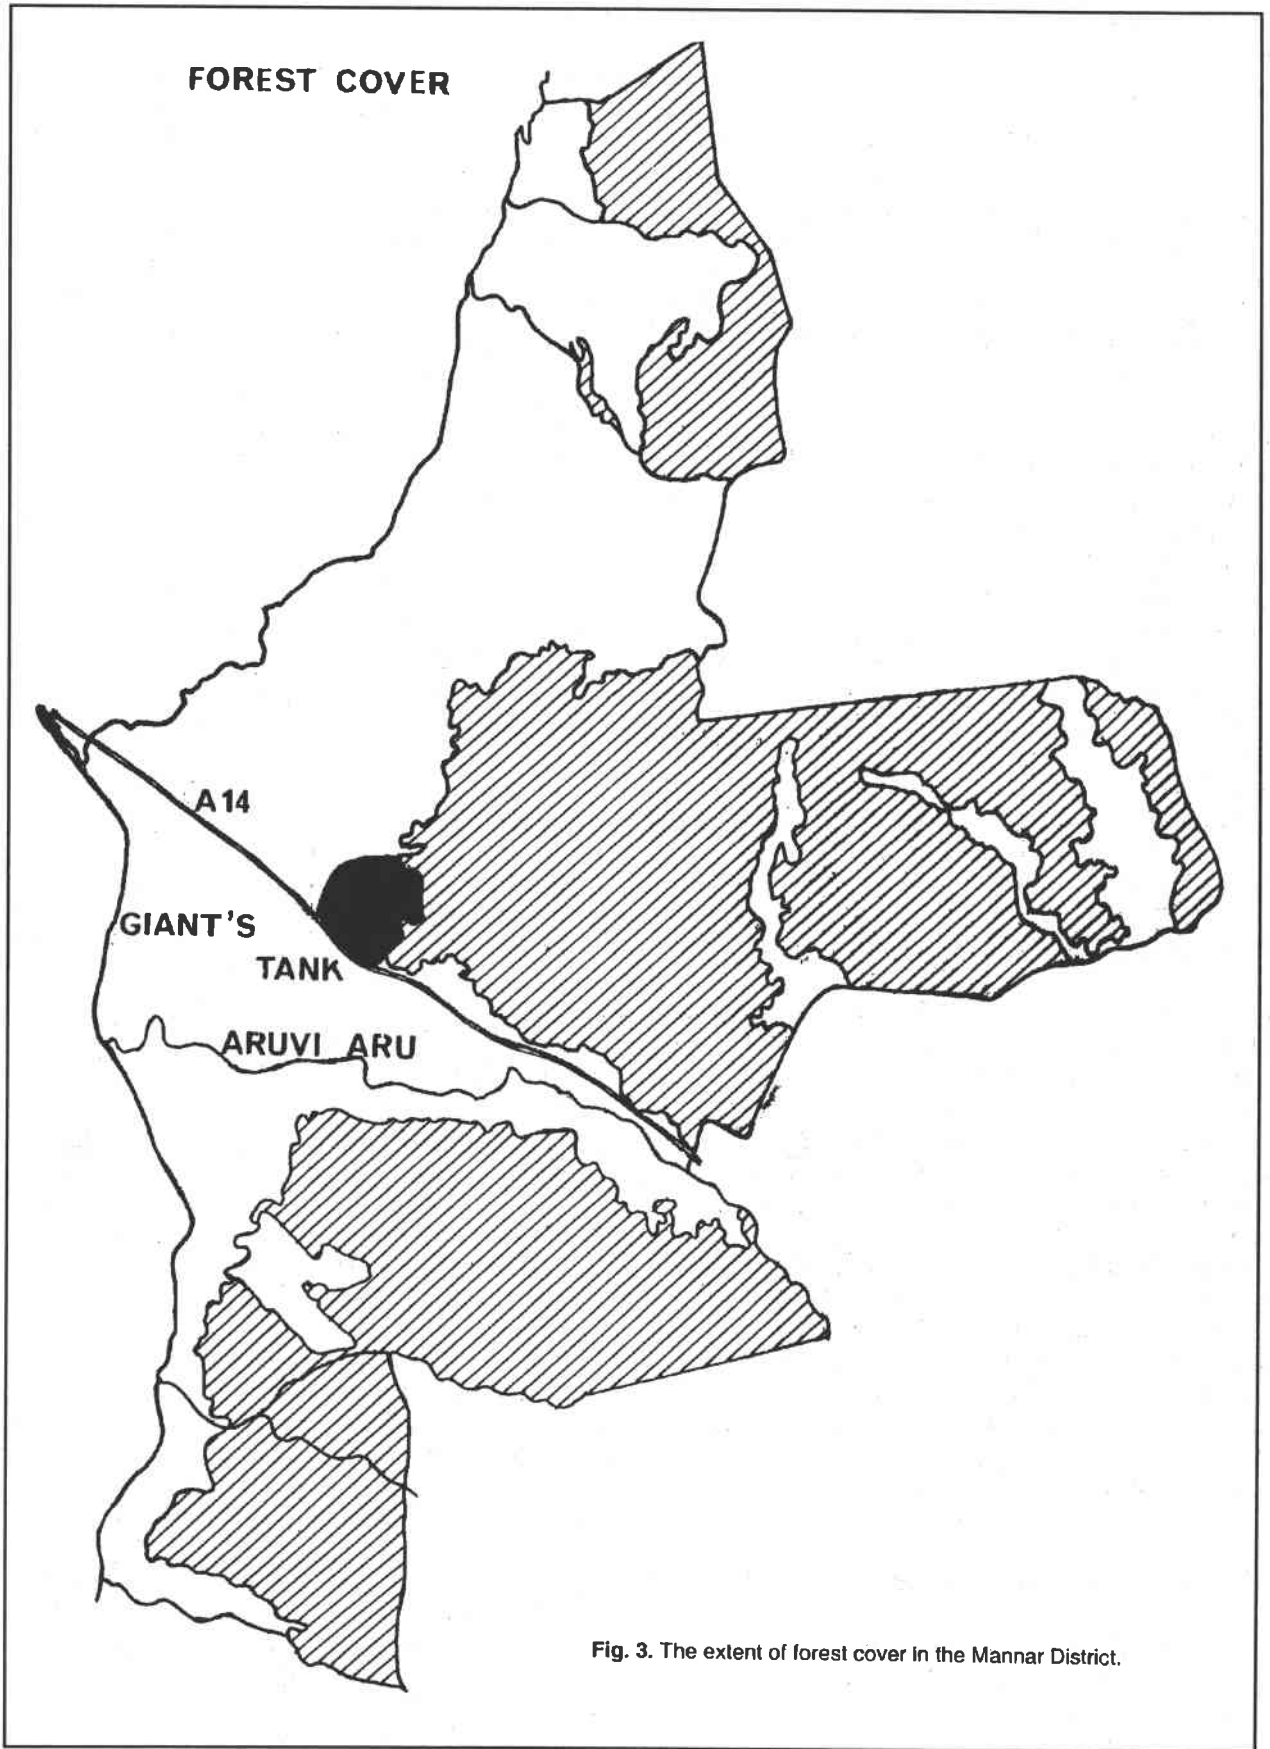 FOREST COVER
A14
GIANT'S
TANK
ARUVI ARU
Fig. 3. The extent of forest cover in the Mannar District.